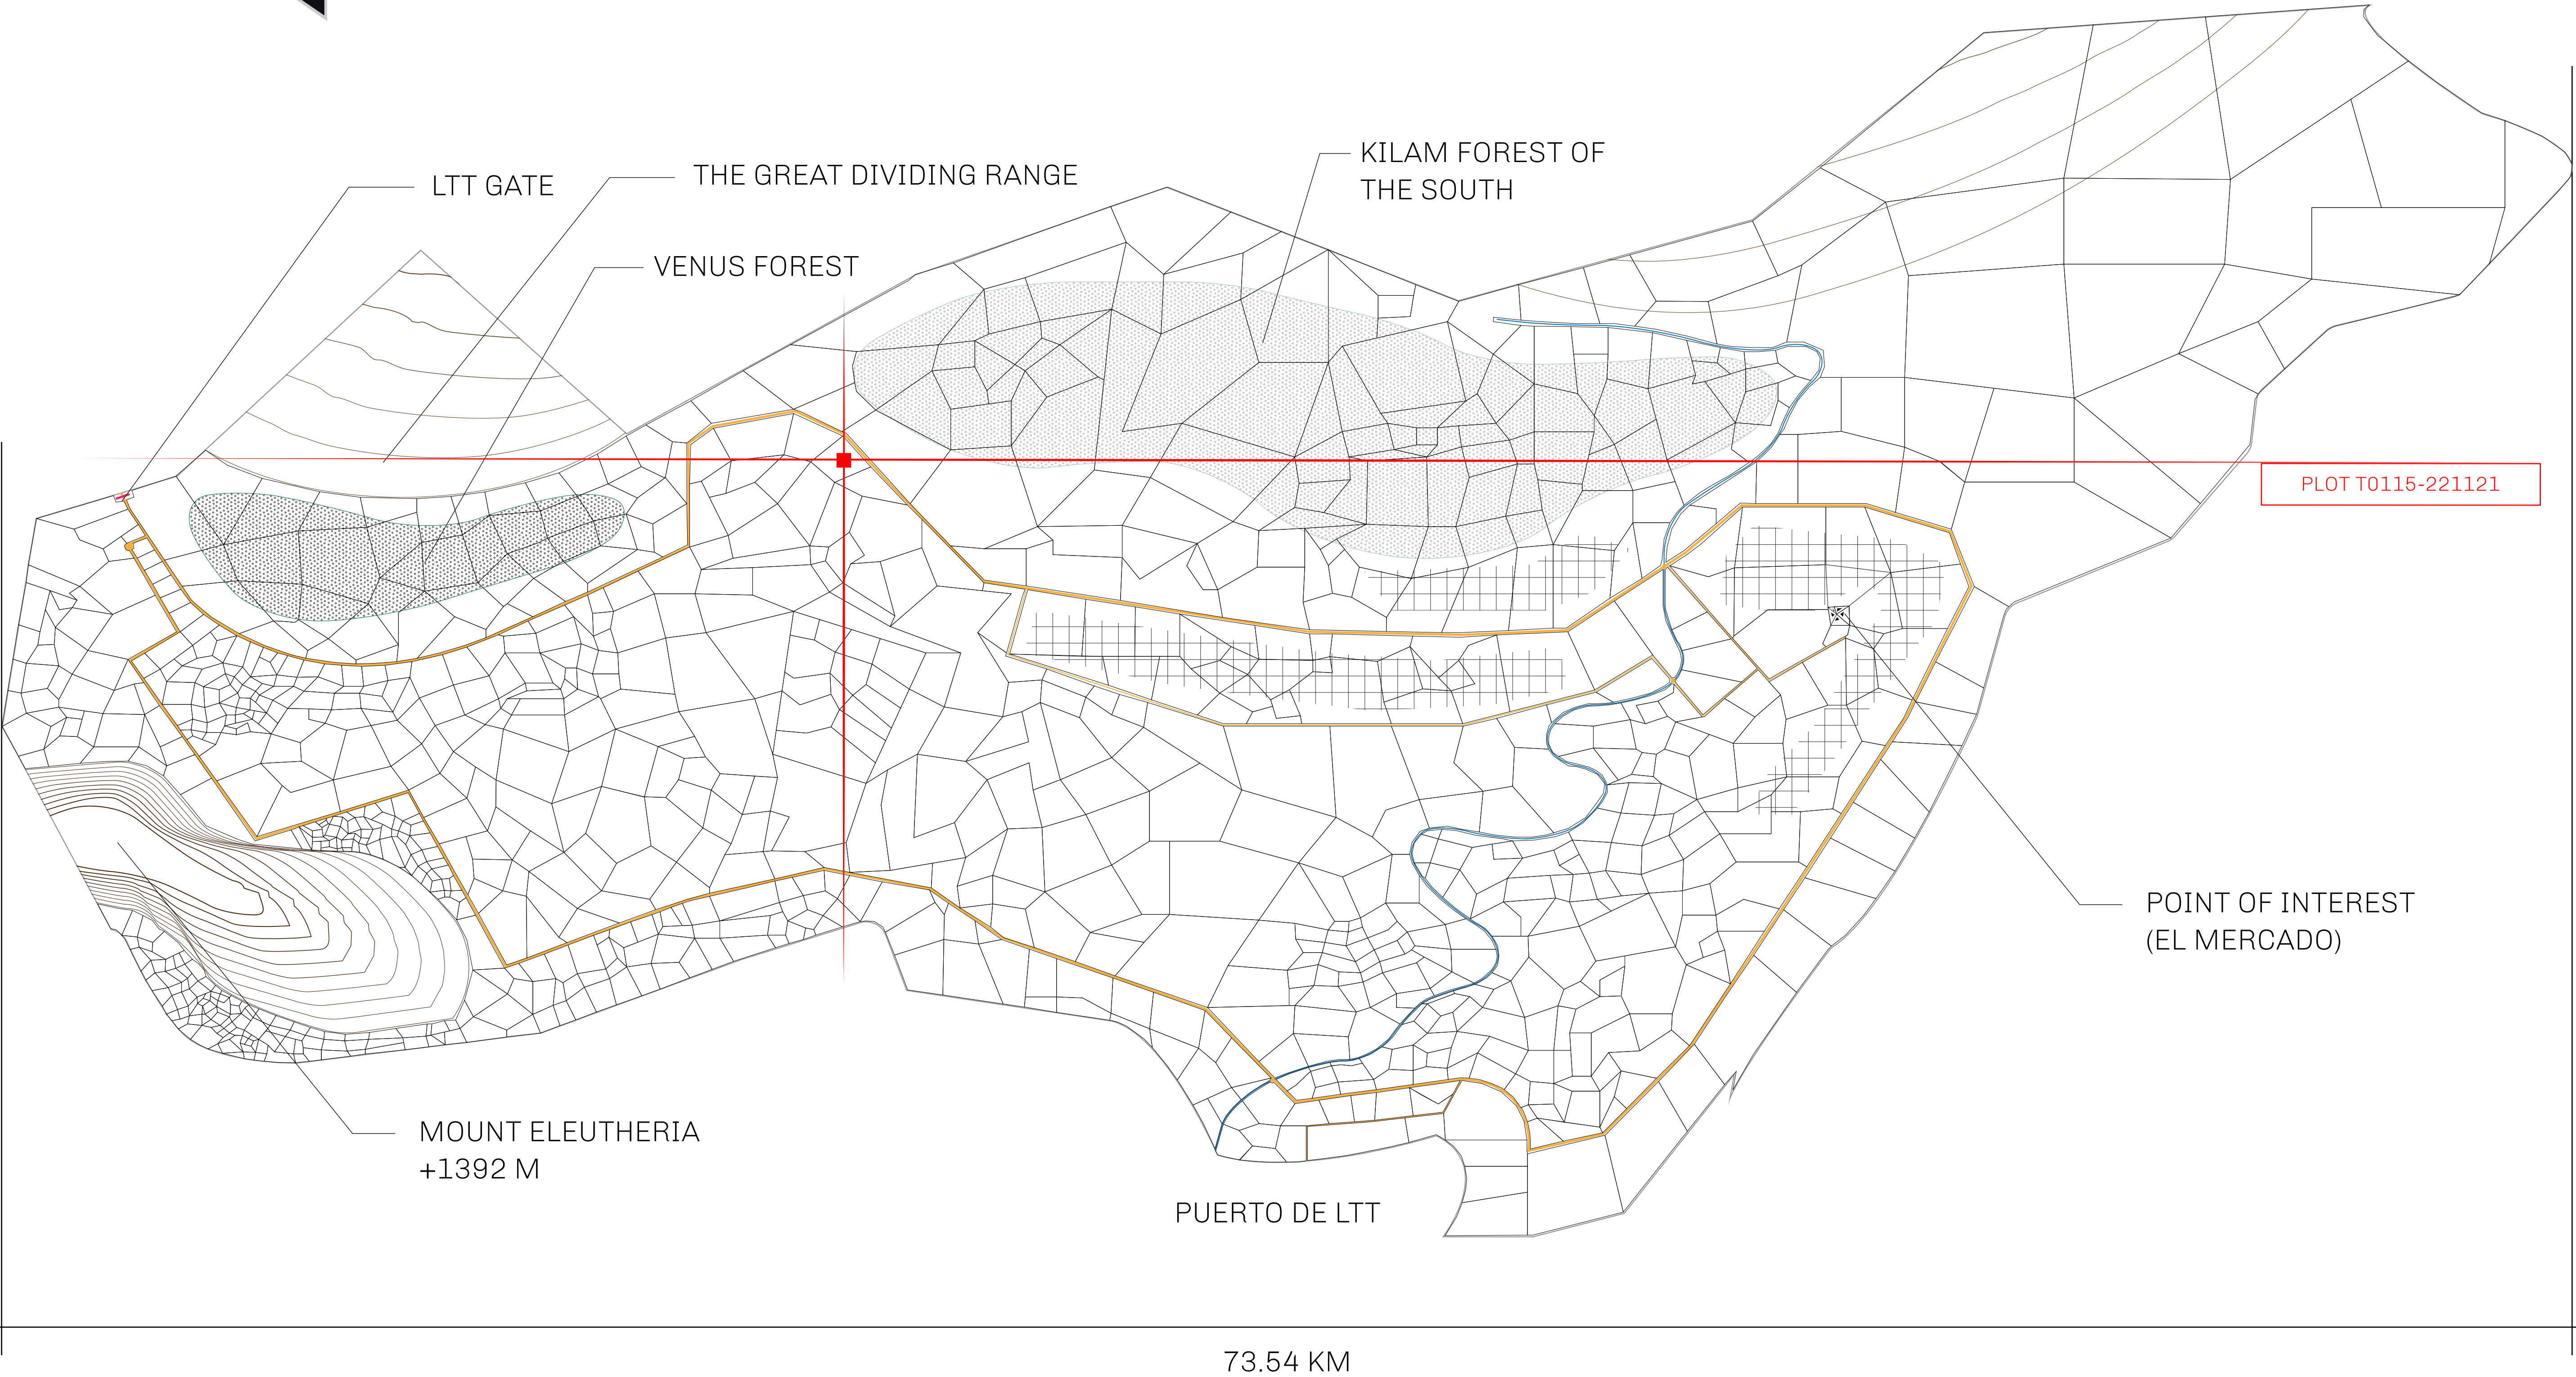 KILAM FOREST OF
THE SOUTH
THE GREAT DIVIDING RANGE
LTT GATE
VENUS FOREST
PLOT T0115-221121
POINT OF INTEREST
(EL MERCADO)
MOUNT ELEUTHERIA
+1392 M
PUERTO DE LTT
73.54 KM